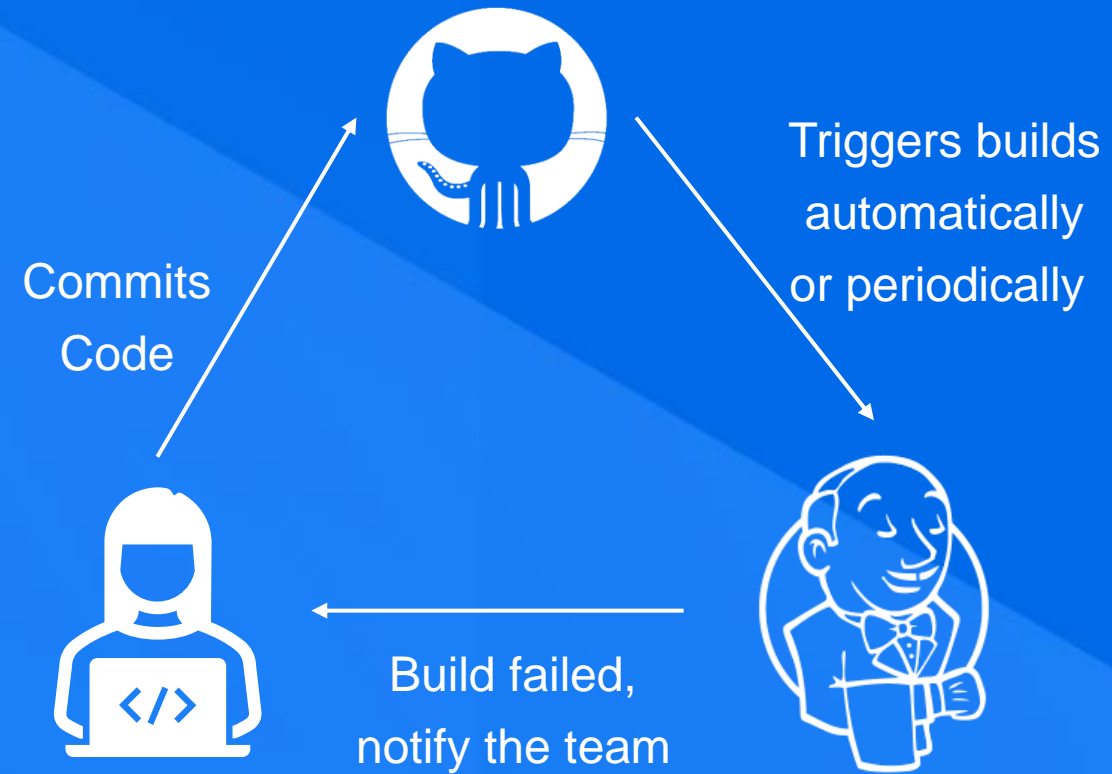 Triggers builds
automatically
or periodically
Commits
Code
Build failed,
notify the team
</>